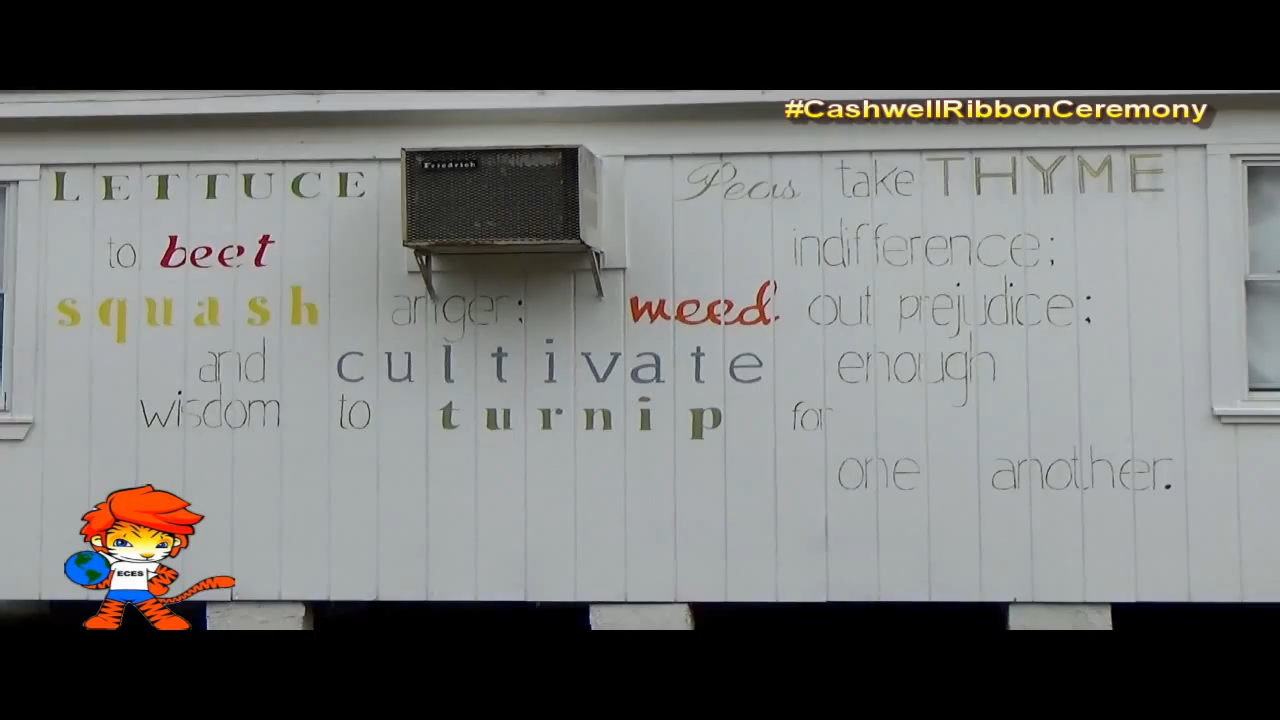 #CashwellRibbonCeremony
Friedrich
LETTUCE Peas take THYME
to beet indifference;
squash anger; weed out prejudice;
and cultivate enough
wisdom to turnip for
one another.
ECES